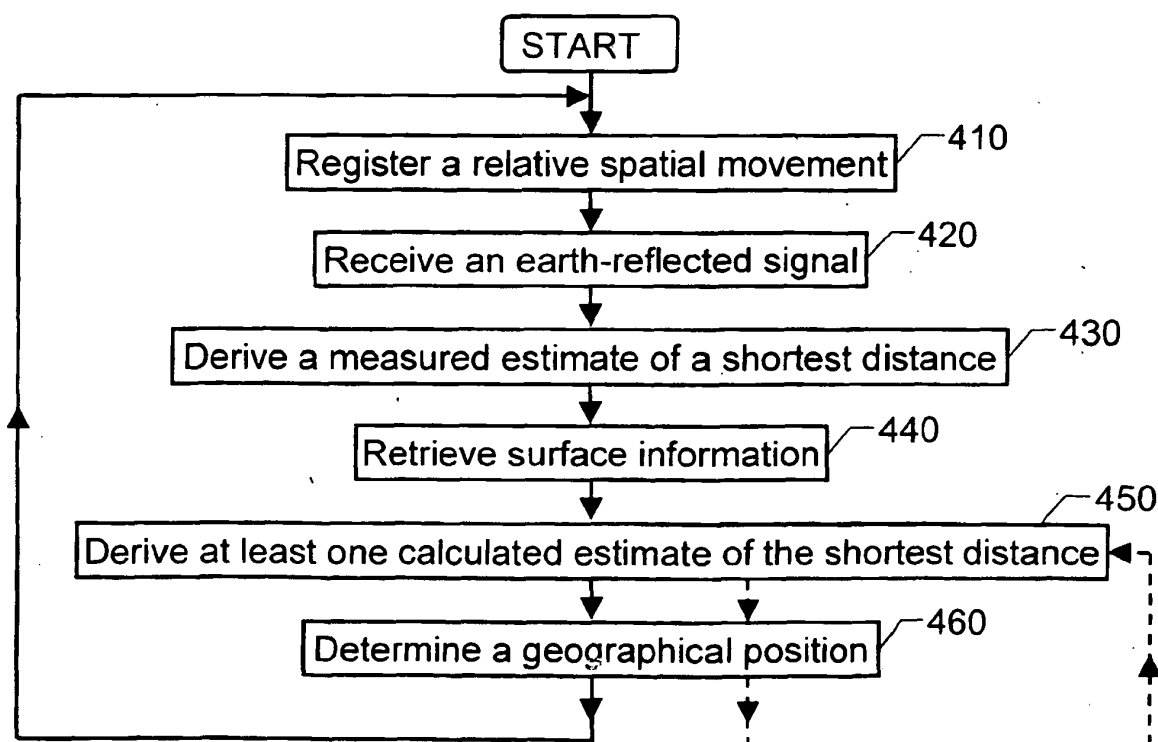 START
410
Register a relative spatial movement
420
Receive an earth-reflected signal
430
Derive a measured estimate of a shortest distance
440
Retrieve surface information
450
Derive at least one calculated estimate of the shortest distance
460
Determine a geographical position